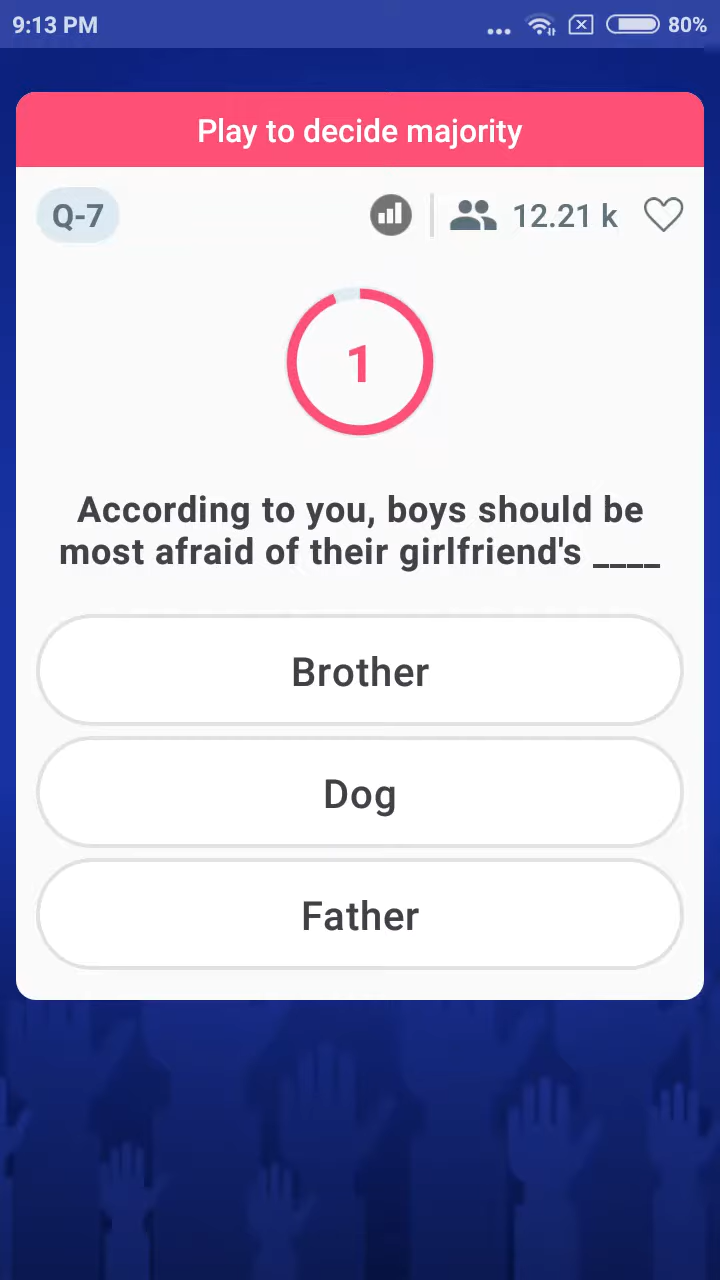 9:13 PM
... 80%
Play to decide majority
Q-7
12.21 k
1
According to you, boys should be
most afraid of their girlfriend's ____
Brother
Dog
Father